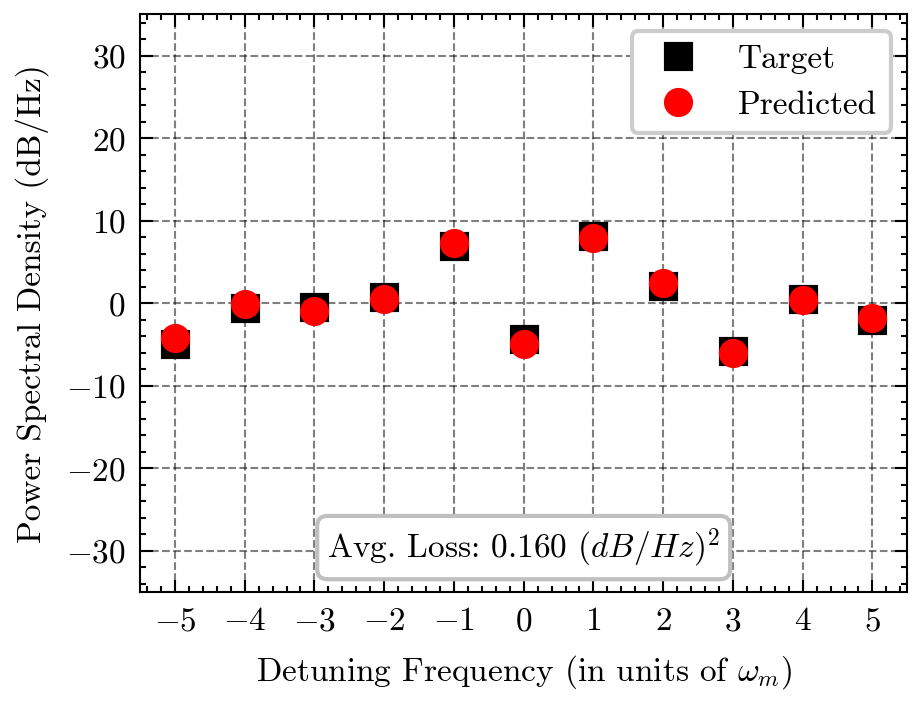 30
20
10
0
−10
−20
−30
Power Spectral Density (dB/Hz)
Target
Predicted
Avg. Loss: 0.160 (dB/Hz)²
−5 −4 −3 −2 −1 0 1 2 3 4 5
Detuning Frequency (in units of ωₘ)